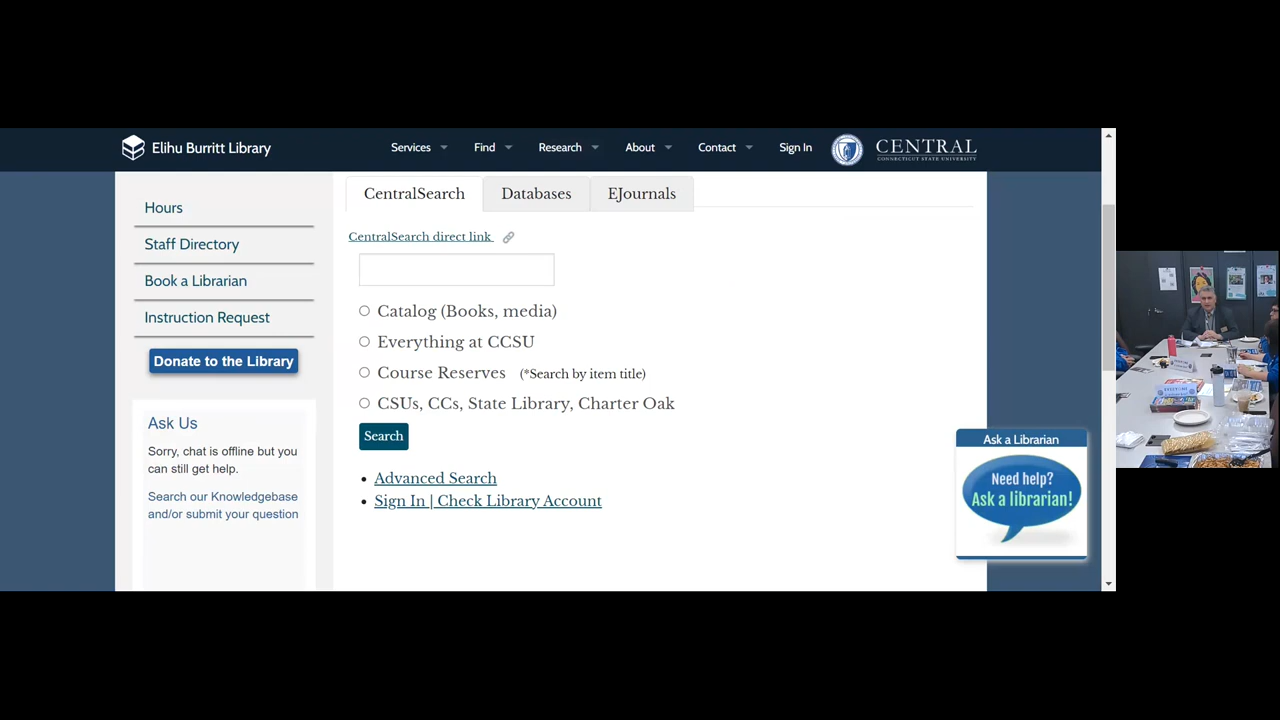 Elihu Burritt Library
Services
Find
Research
About
Contact
Sign In
CENTRAL
CONNECTICUT STATE UNIVERSITY
Hours
Staff Directory
Book a Librarian
Instruction Request
Donate to the Library
Ask Us
Sorry, chat is offline but you
can still get help.
Search our Knowledgebase
and/or submit your question
CentralSearch
Databases
EJournals
CentralSearch direct link
Catalog (Books, media)
Everything at CCSU
Course Reserves (*Search by item title)
CSUs, CCs, State Library, Charter Oak
Search
• Advanced Search
• Sign In | Check Library Account
Ask a Librarian
Need help?
Ask a librarian!